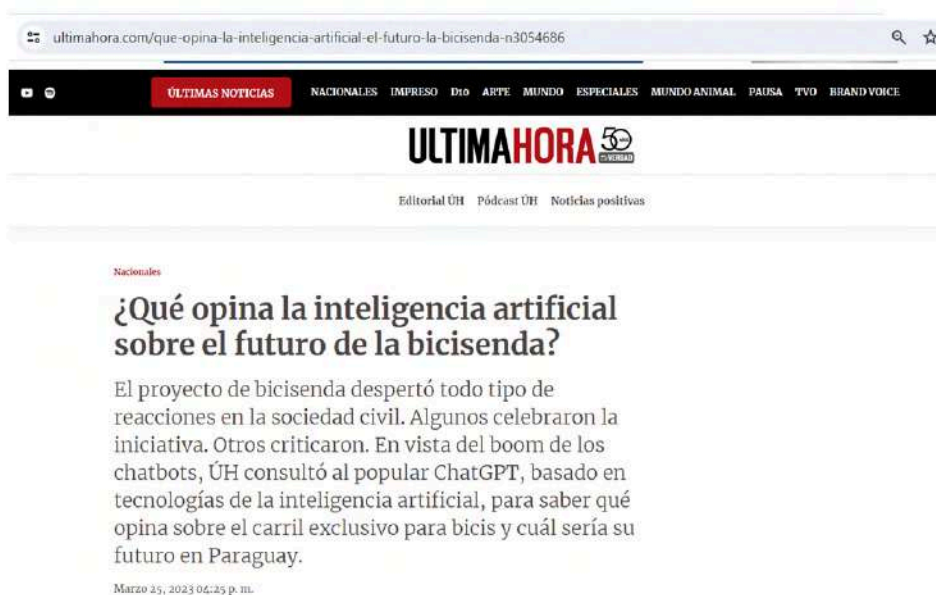 ultimahora.com/que-opina-la-inteligencia-artificial-el-futuro-la-bicisenda-n3054686
ÚLTIMAS NOTICIAS NACIONALES IMPRESO D10 ARTE MUNDO ESPECIALES MUNDO ANIMAL PAUSA TVO BRAND VOICE
ULTIMAHORA 50
Editorial ÚH Pódcast ÚH Noticias positivas
Nacionales
¿Qué opina la inteligencia artificial
sobre el futuro de la bicisenda?
El proyecto de bicisenda despertó todo tipo de
reacciones en la sociedad civil. Algunos celebraron la
iniciativa. Otros criticaron. En vista del boom de los
chatbots, ÚH consultó al popular ChatGPT, basado en
tecnologías de la inteligencia artificial, para saber qué
opina sobre el carril exclusivo para bicis y cuál sería su
futuro en Paraguay.
Marzo 25, 2023 04:25 p. m.